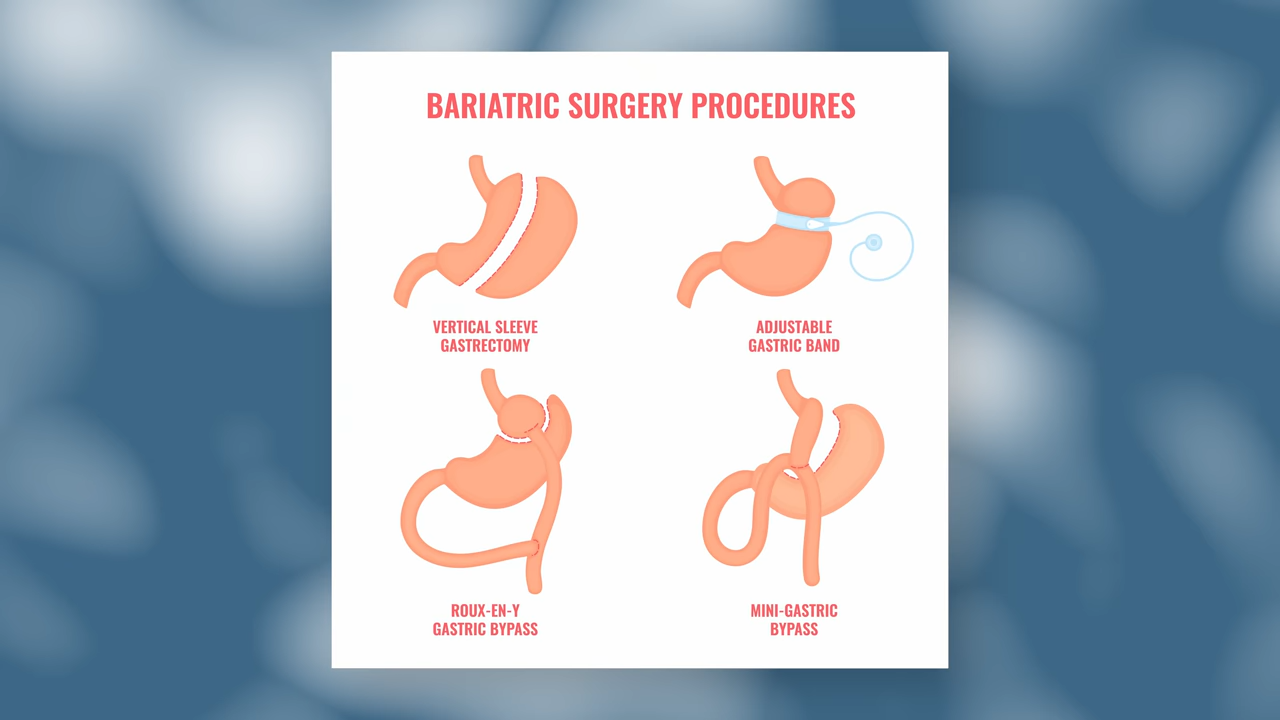 BARIATRIC SURGERY PROCEDURES
VERTICAL SLEEVE
GASTRECTOMY
ADJUSTABLE
GASTRIC BAND
ROUX-EN-Y
GASTRIC BYPASS
MINI-GASTRIC
BYPASS